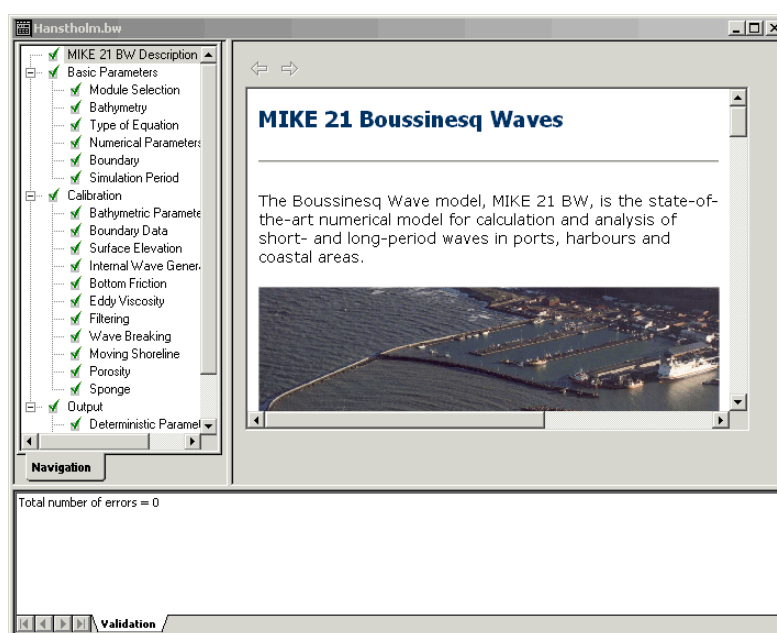 Hanstholm.bw
MIKE 21 BW Description
Basic Parameters
Module Selection
Bathymetry
Type of Equation
Numerical Parameters
Boundary
Simulation Period
Calibration
Bathymetric Paramete
Boundary Data
Surface Elevation
Internal Wave Gener
Bottom Friction
Eddy Viscosity
Filtering
Wave Breaking
Moving Shoreline
Porosity
Sponge
Output
Deterministic Paramet
Navigation
MIKE 21 Boussinesq Waves
The Boussinesq Wave model, MIKE 21 BW, is the state-of-
the-art numerical model for calculation and analysis of
short- and long-period waves in ports, harbours and
coastal areas.
Total number of errors = 0
Validation